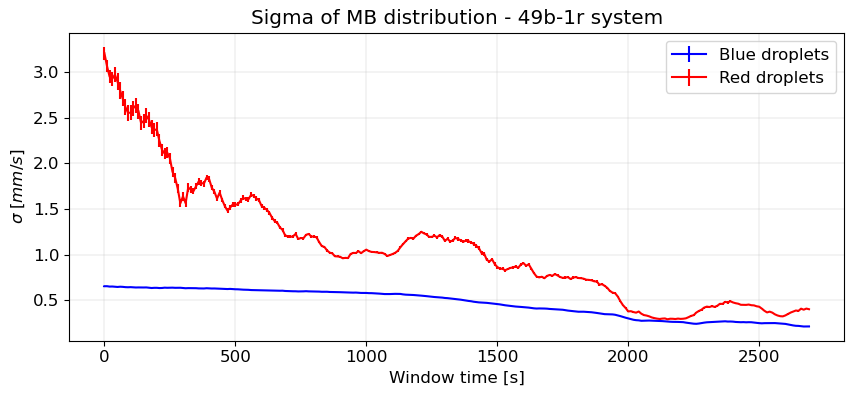 Sigma of MB distribution - 49b-1r system
Blue droplets
Red droplets
σ [mm/s]
3.0
2.5
2.0
1.5
1.0
0.5
0 500 1000 1500 2000 2500
Window time [s]